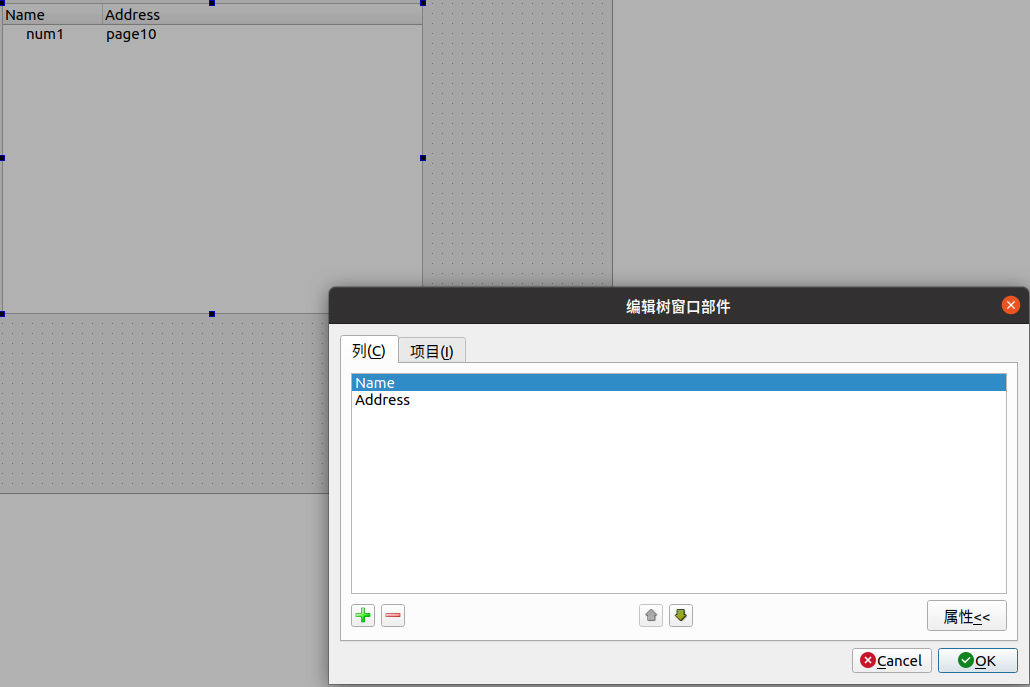 Name Address
num1 page10
编辑树窗口部件
列(C) 项目(I)
Name
Address
属性<<
Cancel OK